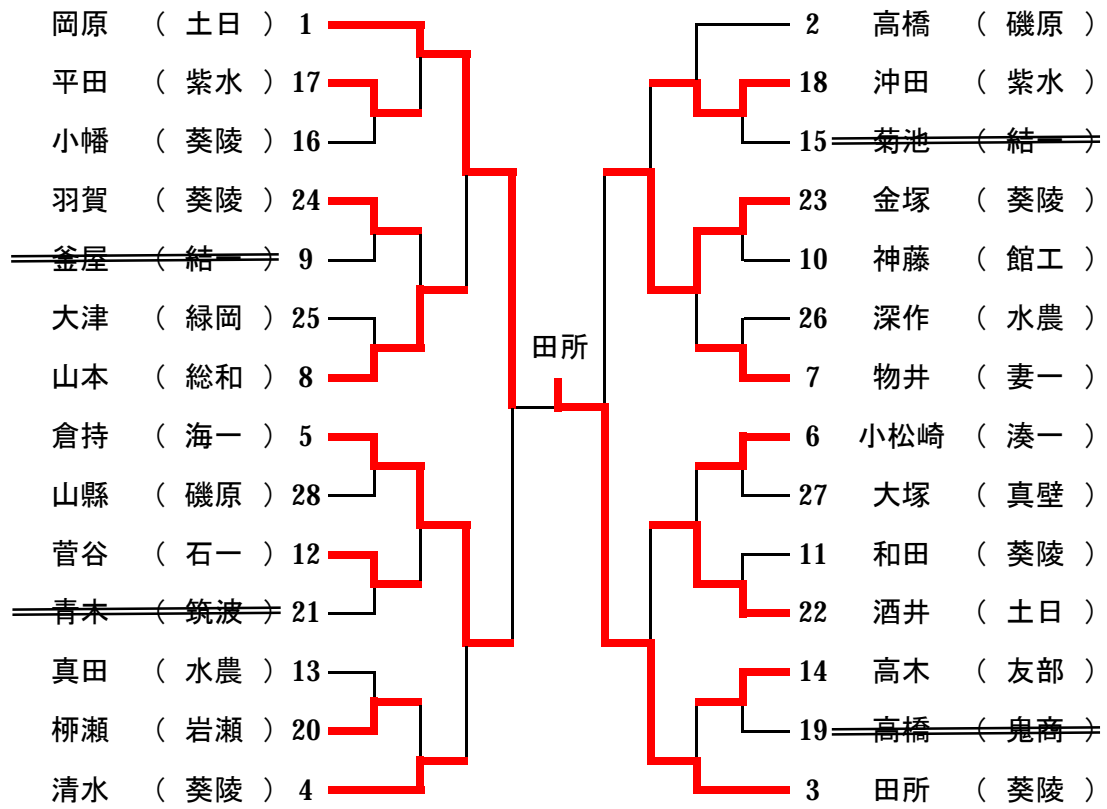 岡原 ( 土日 ) 1 2 高橋 ( 磯原 )
平田 ( 紫水 ) 17 18 沖田 ( 紫水 )
小幡 ( 葵陵 ) 16 15 菊池 ( 結一 )
羽賀 ( 葵陵 ) 24 23 金塚 ( 葵陵 )
釜屋 ( 結一 ) 9 10 神藤 ( 館工 )
大津 ( 緑岡 ) 25 26 深作 ( 水農 )
田所
山本 ( 総和 ) 8 7 物井 ( 妻一 )
倉持 ( 海一 ) 5 6 小松崎 ( 湊一 )
山縣 ( 磯原 ) 28 27 大塚 ( 真壁 )
菅谷 ( 石一 ) 12 11 和田 ( 葵陵 )
青木 ( 筑波 ) 21 22 酒井 ( 土日 )
真田 ( 水農 ) 13 14 高木 ( 友部 )
栁瀬 ( 岩瀬 ) 20 19 高橋 ( 鬼商 )
清水 ( 葵陵 ) 4 3 田所 ( 葵陵 )